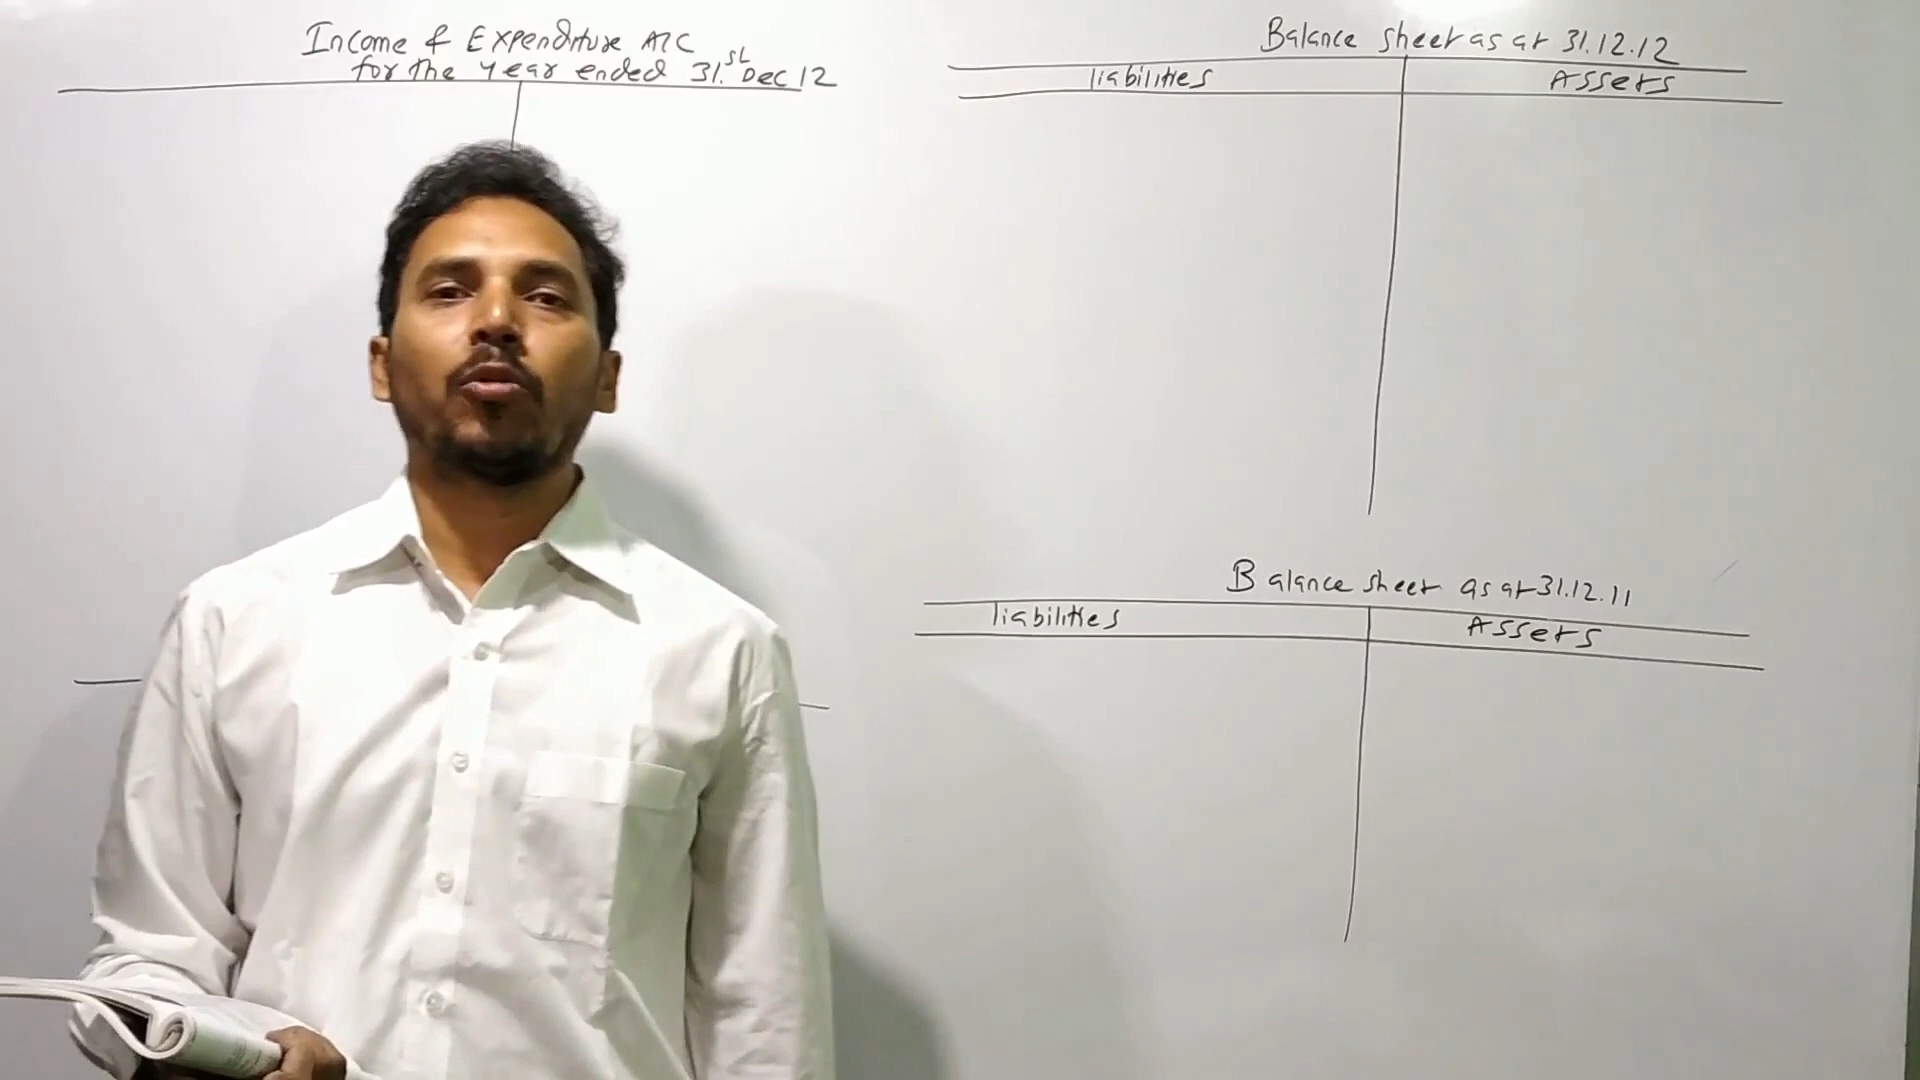 Income & Expenditure A/C
for the year ended 31.st Dec 12
Balance sheet as at 31.12.12
liabilities
Assets
Balance sheet as at 31.12.11
liabilities
Assets